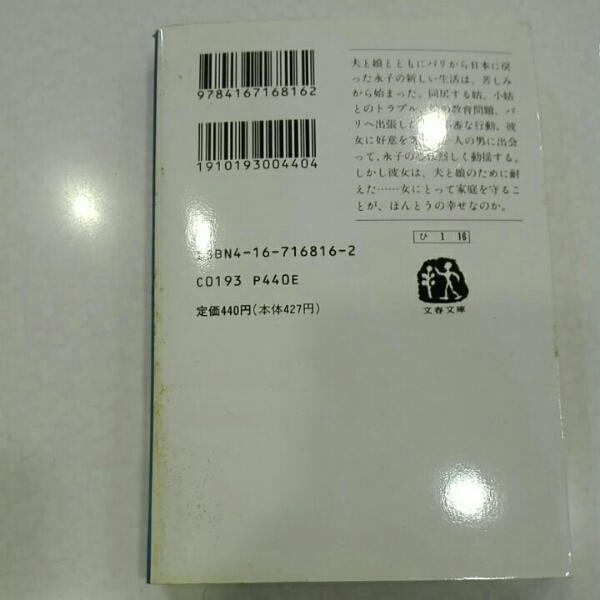 9784167168162
1910193004404
ISBN4-16-716816-2
C0193 P440E
定価440円(本体427円)
夫と娘とともにパリから日本に戻
った永子の新しい生活は、苦しみ
から始まった。同居する姑、小姑
とのトラブル、の教育問題、パ
リへ出張した審な行動。彼
女に好意を一人の男に出会
って、永子の心は烈しく動揺する。
しかし彼女は、夫と娘のために耐
えた……女にとって家庭を守るこ
とが、ほんとうの幸せなのか。
ひ 1 16
文春文庫